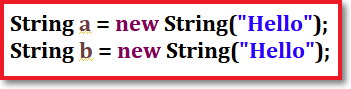 String a = new String("Hello");
String b = new String("Hello");